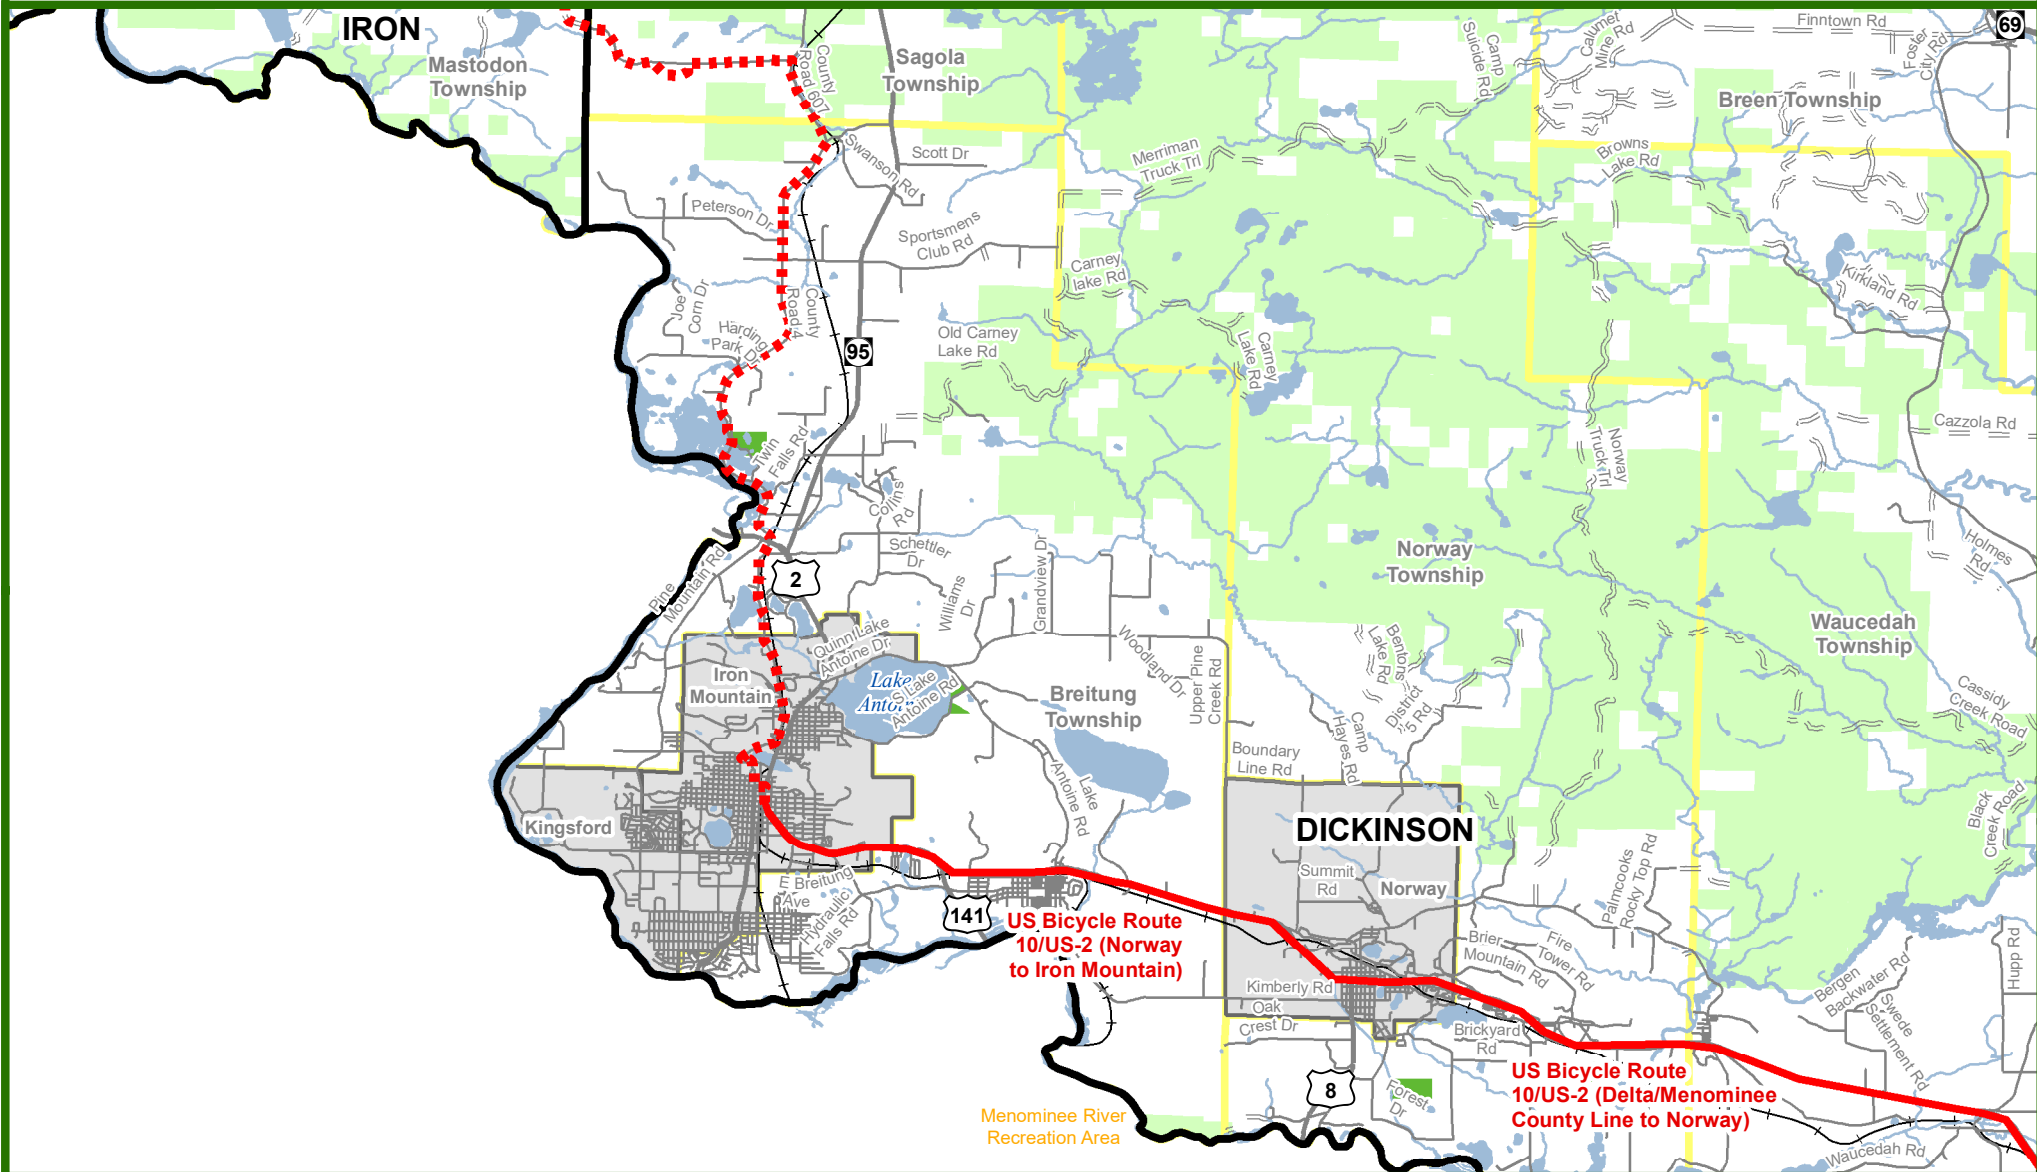 IRON
Mastodon
Township
County
Road 607
Sagola
Township
Camp
Suicide Rd
Calumet
Mine Rd
Finntown Rd
Foster
City Rd
69
Breen Township
Swanson Rd
Scott Dr
Merriman
Truck Trl
Browns
Lake Rd
Peterson Dr
Sportsmens
Club Rd
Carney
lake Rd
Kirkland Rd
Joe
Corn Dr
County
Road 4
Harding
Park Dr
95
Old Carney
Lake Rd
Carney
Lake Rd
Twin
Falls Rd
Norway
Truck Trl
Cazzola Rd
Collins
Rd
Schettler
Dr
Grandview Dr
Norway
Township
Holmes
Rd
Pine
Mountain Rd
2
Williams
Dr
Quinn Lake
Antoine Dr
Woodland Dr
Upper Pine
Creek Rd
Bentons
Lake Rd
Waucedah
Township
Iron
Mountain
Lake
Antoine
S Lake
Antoine Rd
Breitung
Township
District
5 Rd
Cassidy
Creek Road
Camp
Hayes Rd
Boundary
Line Rd
Lake
Antoine Rd
Black
Creek Road
Kingsford
DICKINSON
Summit
Rd
Norway
Palmcooks
Rocky Top Rd
E Breitung
Ave
Hydraulic
Falls Rd
141
US Bicycle Route
10/US-2 (Norway
to Iron Mountain)
Brier
Mountain Rd
Fire
Tower Rd
Bergen
Backwater Rd
Hupp Rd
Kimberly Rd
Oak
Crest Dr
Brickyard
Rd
Swede
Settlement Rd
8
Forest
Dr
US Bicycle Route
10/US-2 (Delta/Menominee
County Line to Norway)
Menominee River
Recreation Area
Waucedah Rd